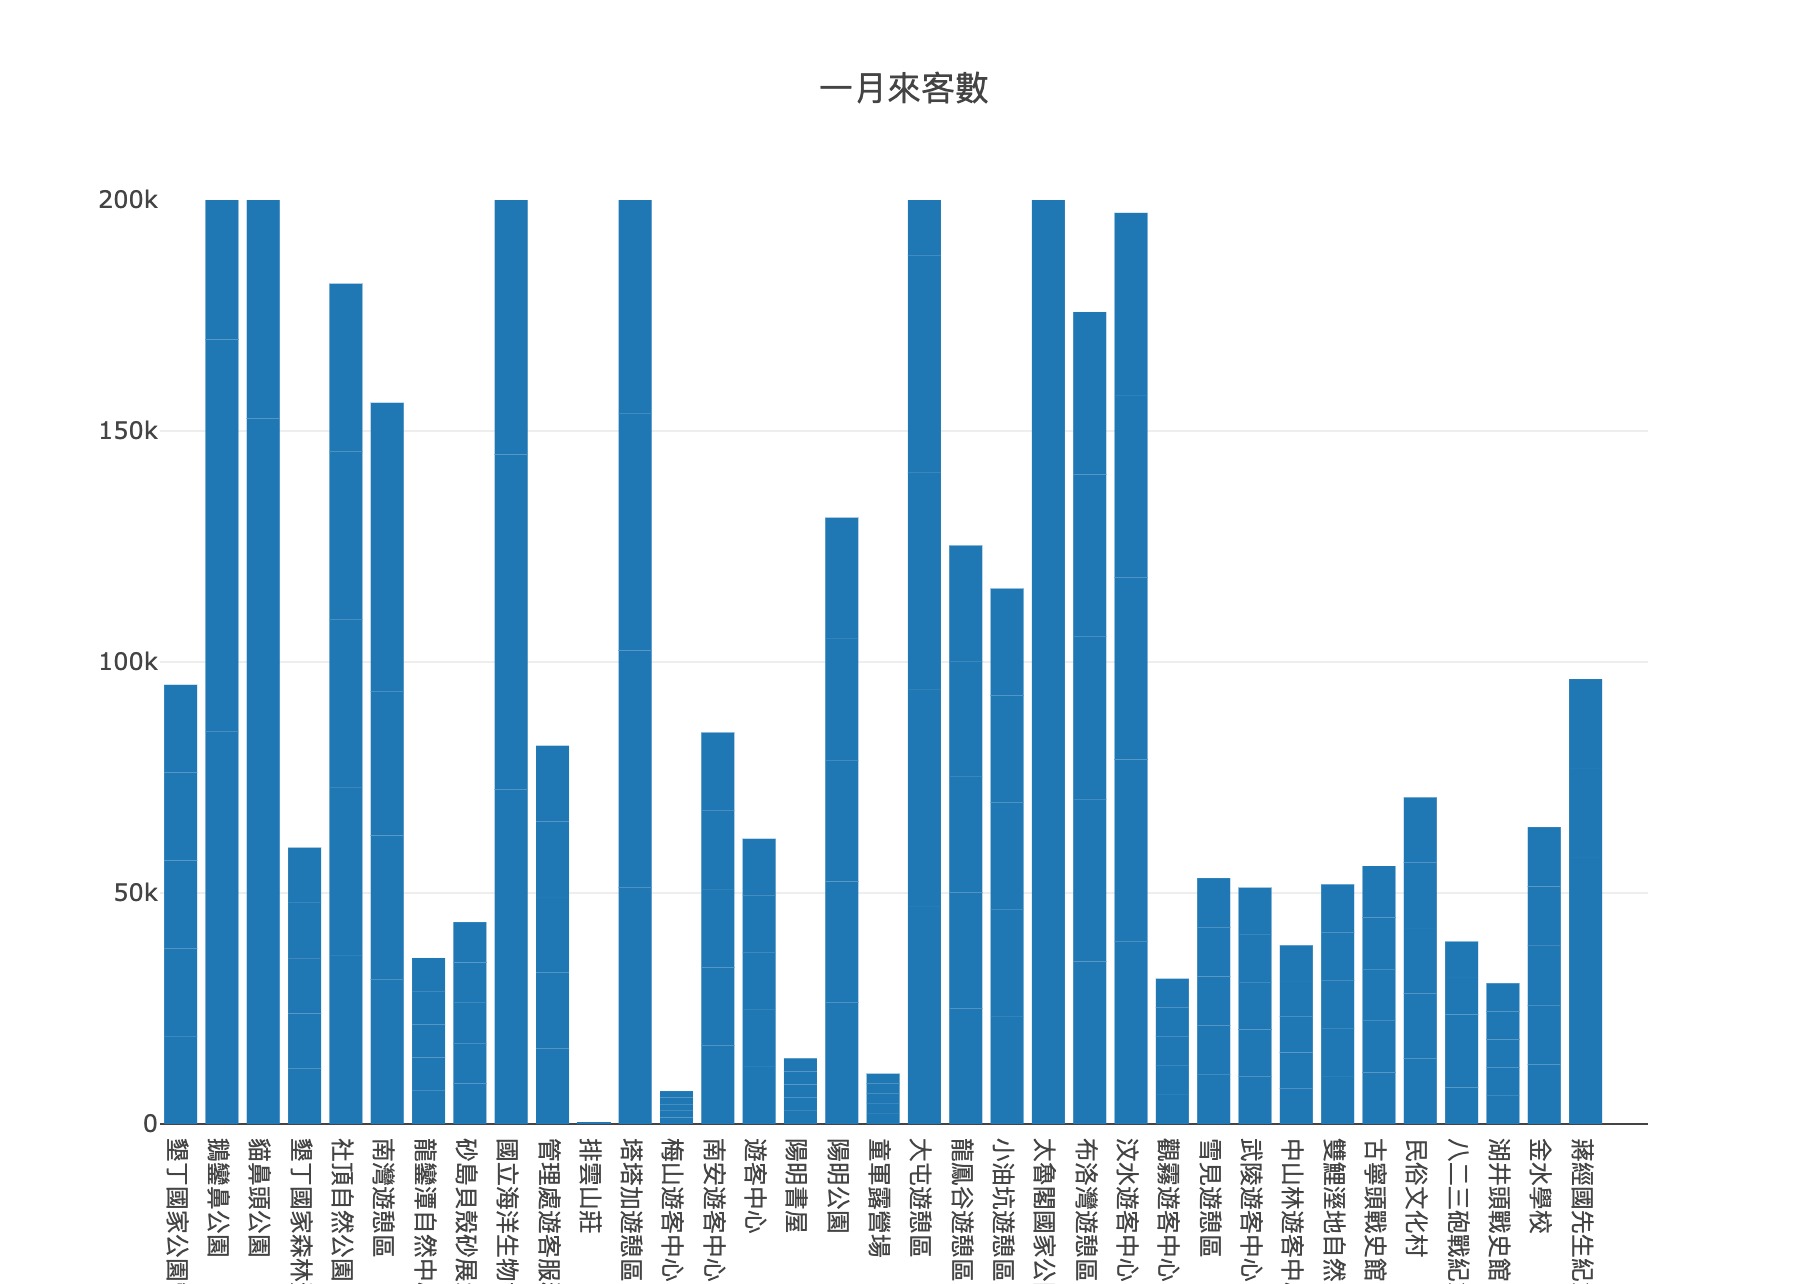 一月來客數
200k
150k
100k
50k
0
墾丁國家公園
鵝鑾鼻公園
貓鼻頭公園
墾丁國家森林
社頂自然公園
南灣遊憩區
龍鑾潭自然中
砂島貝殼砂展
國立海洋生物
管理處遊客服
排雲山莊
塔塔加遊憩區
梅山遊客中心
南安遊客中心
遊客中心
陽明書屋
陽明公園
童軍露營場
大屯遊憩區
龍鳳谷遊憩區
小油坑遊憩區
太魯閣國家公
布洛灣遊憩區
汶水遊客中心
觀霧遊客中心
雪見遊憩區
武陵遊客中心
中山林遊客中
雙鯉溼地自然
古寧頭戰史館
民俗文化村
八二三砲戰紀
湖井頭戰史館
金水學校
蔣經國先生紀